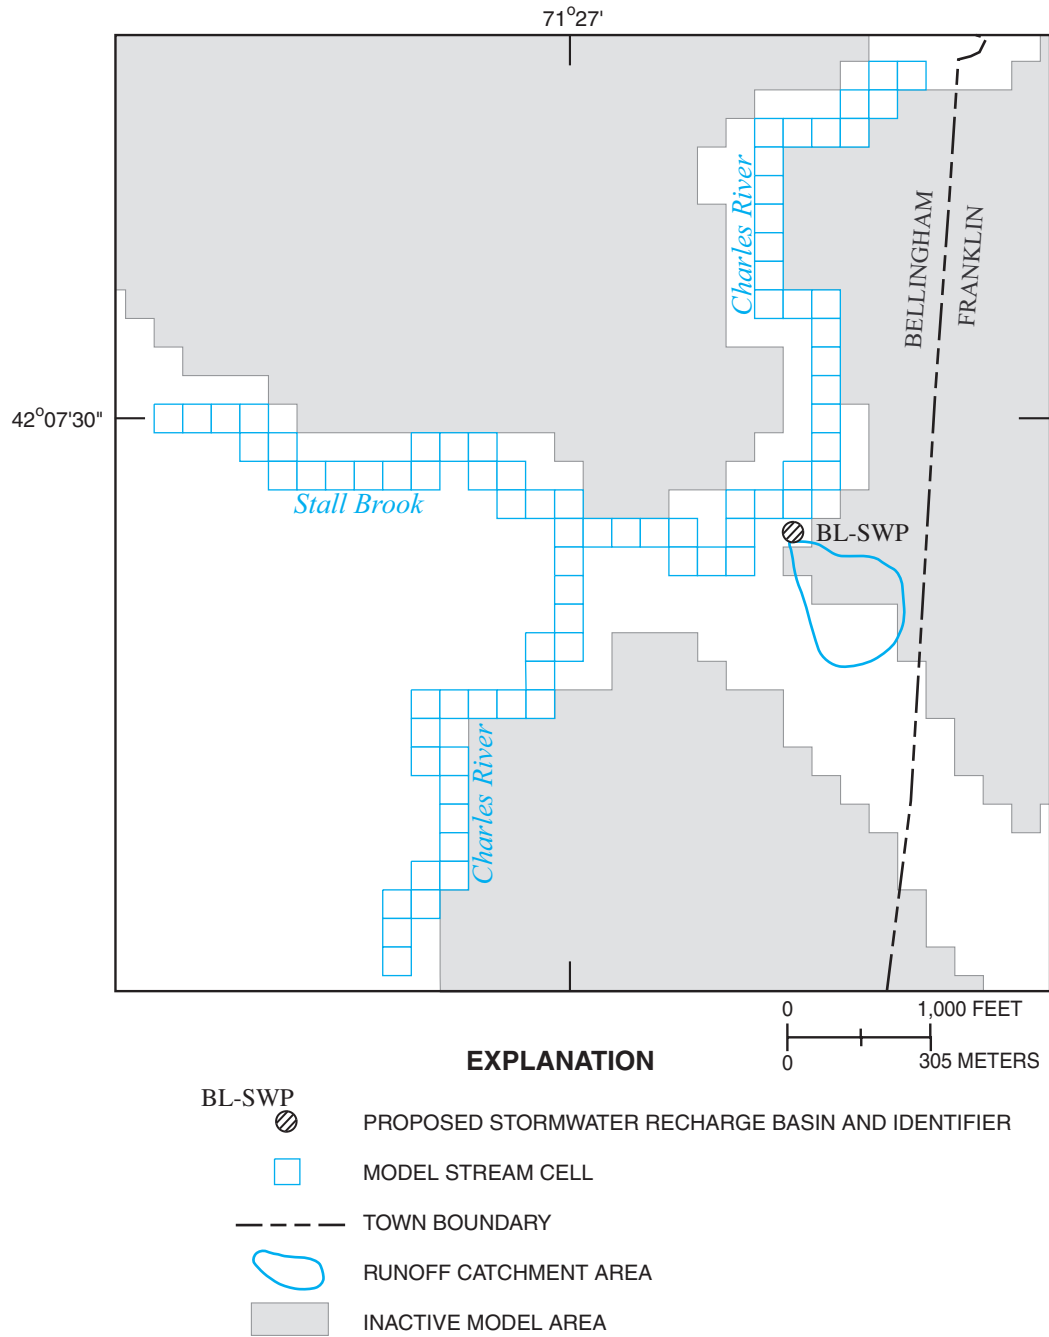 71°27'
Charles River
BELLINGHAM
FRANKLIN
42°07'30"
Stall Brook
BL-SWP
Charles River
0 1,000 FEET
0 305 METERS
EXPLANATION
BL-SWP
PROPOSED STORMWATER RECHARGE BASIN AND IDENTIFIER
MODEL STREAM CELL
TOWN BOUNDARY
RUNOFF CATCHMENT AREA
INACTIVE MODEL AREA